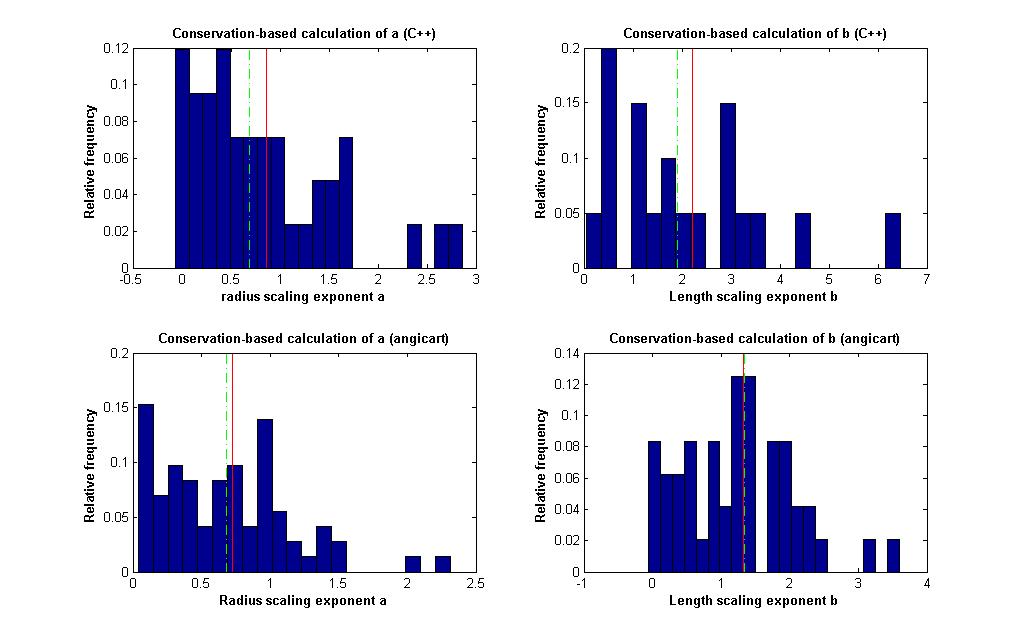 Conservation-based calculation of a (C++)
0.12
0.1
0.08
0.06
0.04
0.02
0
Relative frequency
-0.5 0 0.5 1 1.5 2 2.5 3
radius scaling exponent a
Conservation-based calculation of b (C++)
0.2
0.15
0.1
0.05
0
Relative frequency
0 1 2 3 4 5 6 7
Length scaling exponent b
Conservation-based calculation of a (angicart)
0.2
0.15
0.1
0.05
0
Relative frequency
0 0.5 1 1.5 2 2.5
Radius scaling exponent a
Conservation-based calculation of b (angicart)
0.14
0.12
0.1
0.08
0.06
0.04
0.02
0
Relative frequency
-1 0 1 2 3 4
Length scaling exponent b